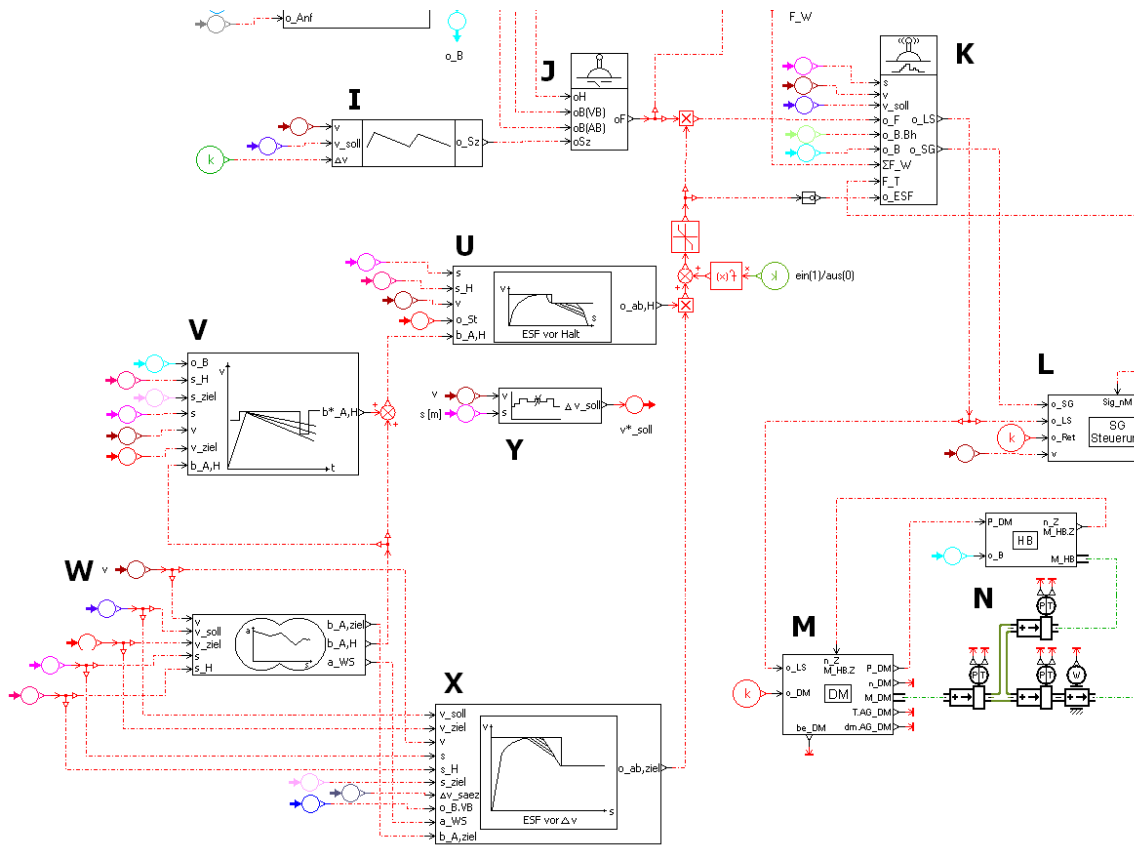 o_Anf
o_B
F_W
J
K
I
v
v_soll
Δv
o_Sz
k
oH
oB(VB)
oB(AB)
oSz
oF
s
v
v_soll
o_F
o_B.Bh
o_B
ΣF_W
F_T
o_ESF
o_LS
o_SG
ein(1)/aus(0)
U
s
s_H
v
o_St
b_A,H
v
s
ESF vor Halt
o_ab,H
V
o_B
s_H
s_ziel
s
v
v_ziel
b_A,H
v
t
b*_A,H
v
s [m]
v
s
Δ v_soll
v*_soll
Y
L
Sig_nM
o_SG
o_LS
o_Ret
v
k
SG
Steuerun
W
v
v
v_soll
v_ziel
s
s_H
a
s
b_A,ziel
b_A,H
a_WS
X
v_soll
v_ziel
v
s
s_H
s_ziel
Δv_saez
o_B.VB
a_WS
b_A,ziel
v
s
ESF vor Δ v
o_ab,ziel
P_DM
o_B
HB
n_Z
M_HB.Z
M_HB
N
P T
M
k
o_LS
o_DM
n_Z
M_HB.Z
DM
P_DM
n_DM
M_DM
T.AG_DM
dm.AG_DM
be_DM
P T
P T
W